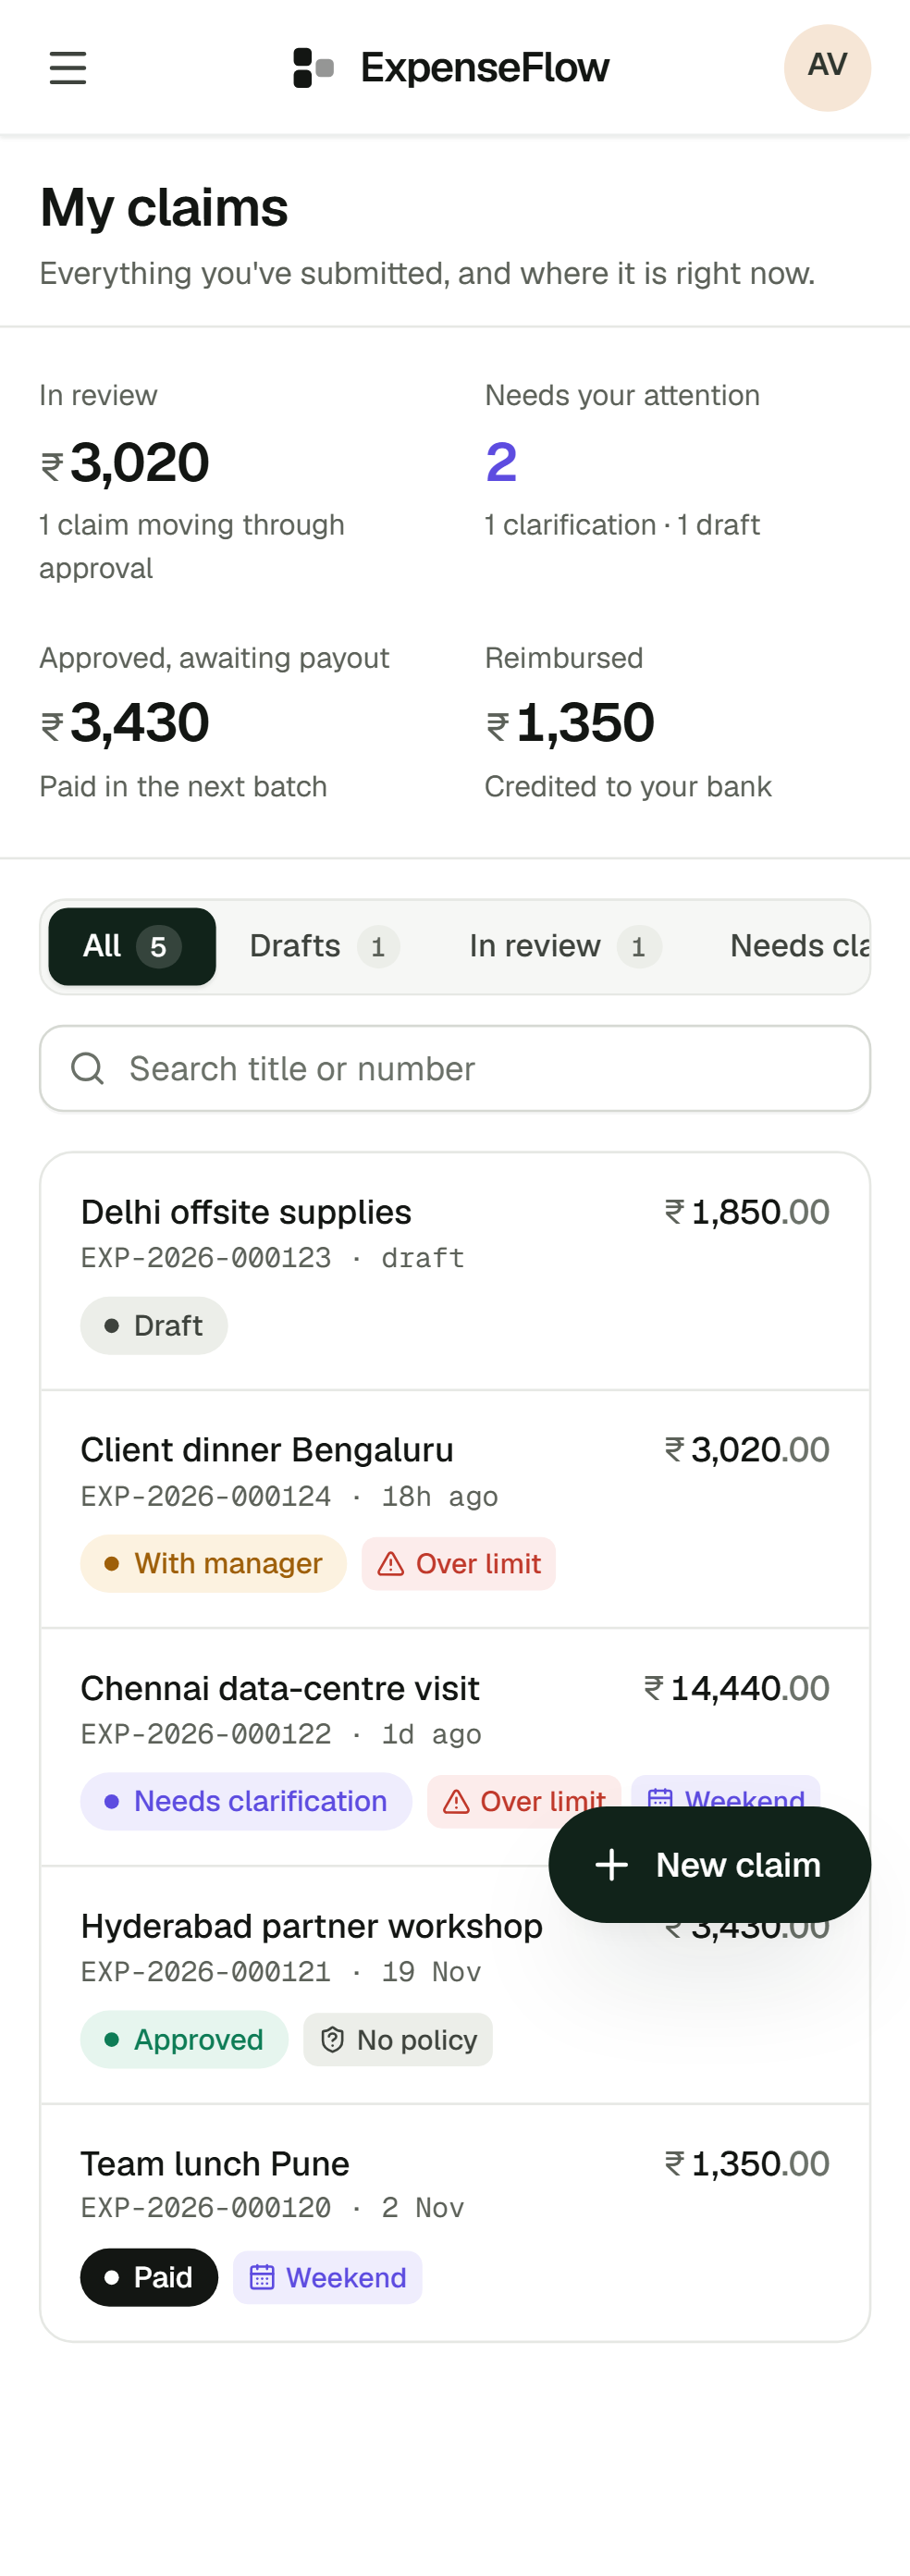 ExpenseFlow
AV
My claims
Everything you've submitted, and where it is right now.
In review
₹3,020
1 claim moving through
approval
Needs your attention
2
1 clarification · 1 draft
Approved, awaiting payout
₹3,430
Paid in the next batch
Reimbursed
₹1,350
Credited to your bank
All 5 Drafts 1 In review 1 Needs cla
Search title or number
Delhi offsite supplies ₹1,850.00
EXP-2026-000123 · draft
Draft
Client dinner Bengaluru ₹3,020.00
EXP-2026-000124 · 18h ago
With manager Over limit
Chennai data-centre visit ₹14,440.00
EXP-2026-000122 · 1d ago
Needs clarification Over limit Weekend
New claim
Hyderabad partner workshop ₹3,430.00
EXP-2026-000121 · 19 Nov
Approved No policy
Team lunch Pune ₹1,350.00
EXP-2026-000120 · 2 Nov
Paid Weekend